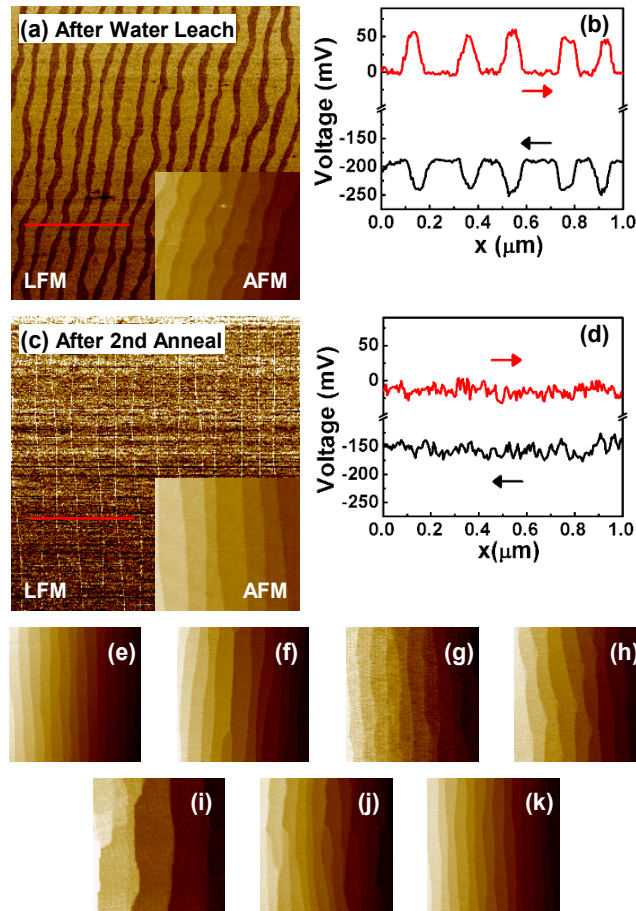 (a) After Water Leach
LFM
AFM
(b)
Voltage (mV)
50
0
-150
-200
-250
0.0 0.2 0.4 0.6 0.8 1.0
x (μm)
(c) After 2nd Anneal
LFM
AFM
(d)
Voltage (mV)
50
0
-150
-200
-250
0.0 0.2 0.4 0.6 0.8 1.0
x(μm)
(e)
(f)
(g)
(h)
(i)
(j)
(k)